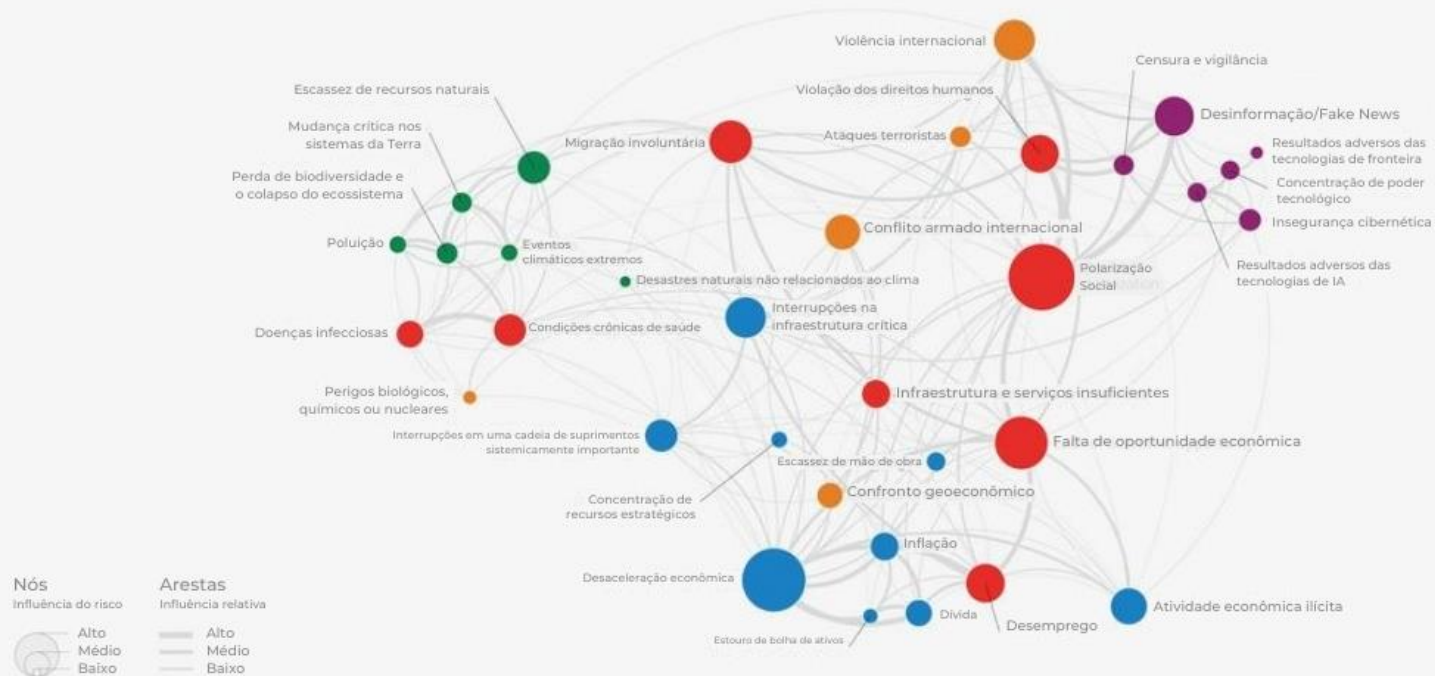 Violência internacional
Censura e vigilância
Escassez de recursos naturais
Violação dos direitos humanos
Desinformação/Fake News
Mudança crítica nos
sistemas da Terra
Migração involuntária
Ataques terroristas
Resultados adversos das
tecnologias de fronteira
Perda de biodiversidade e
o colapso do ecossistema
Concentração de poder
tecnológico
Insegurança cibernética
Poluição
Eventos
climáticos extremos
Conflito armado internacional
Resultados adversos das
tecnologias de IA
Desastres naturais não relacionados ao clima
Polarização
Social
Interrupções na
infraestrutura crítica
Doenças infecciosas
Condições crônicas de saúde
Perigos biológicos,
químicos ou nucleares
Infraestrutura e serviços insuficientes
Interrupções em uma cadeia de suprimentos
sistemicamente importante
Falta de oportunidade econômica
Escassez de mão de obra
Concentração de
recursos estratégicos
Confronto geoeconômico
Inflação
Desaceleração econômica
Atividade econômica ilícita
Dívida
Desemprego
Estouro de bolha de ativos
Nós
Influência do risco
Alto
Médio
Baixo
Arestas
Influência relativa
Alto
Médio
Baixo